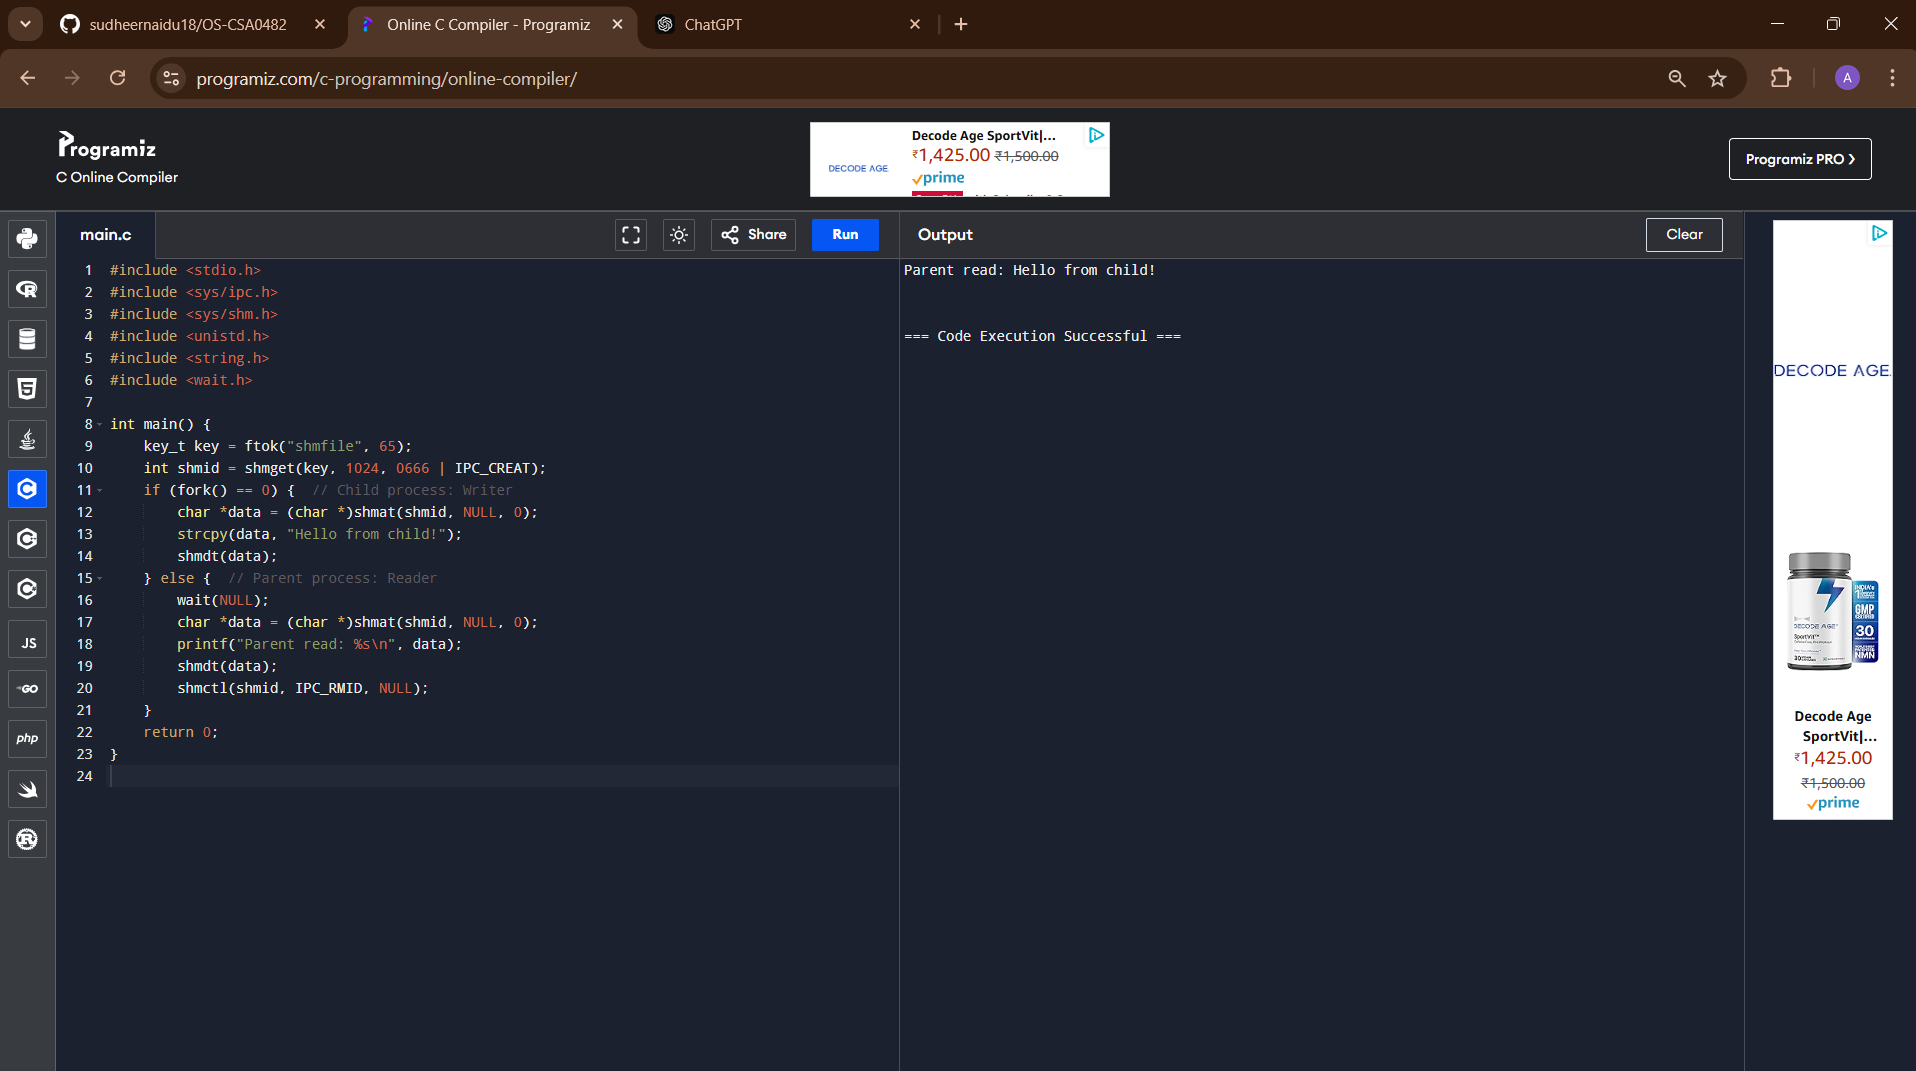 sudheernaidu18/OS-CSA0482
Online C Compiler - Programiz
ChatGPT
programiz.com/c-programming/online-compiler/
A
Programiz
C Online Compiler
DECODE AGE
Decode Age SportVit|...
₹1,425.00 ₹1,500.00
prime
Programiz PRO
main.c
Share
Run
Output
Clear
1 #include <stdio.h>
2 #include <sys/ipc.h>
3 #include <sys/shm.h>
4 #include <unistd.h>
5 #include <string.h>
6 #include <wait.h>
7
8 int main() {
9 key_t key = ftok("shmfile", 65);
10 int shmid = shmget(key, 1024, 0666 | IPC_CREAT);
11 if (fork() == 0) { // Child process: Writer
12 char *data = (char *)shmat(shmid, NULL, 0);
13 strcpy(data, "Hello from child!");
14 shmdt(data);
15 } else { // Parent process: Reader
16 wait(NULL);
17 char *data = (char *)shmat(shmid, NULL, 0);
18 printf("Parent read: %s\n", data);
19 shmdt(data);
20 shmctl(shmid, IPC_RMID, NULL);
21 }
22 return 0;
23 }
24
Parent read: Hello from child!
=== Code Execution Successful ===
JS
GO
php
DECODE AGE
INDIA's
GMP
30
NMN
DECODE AGE
SportVit™
Decode Age
SportVit|...
₹1,425.00
₹1,500.00
prime